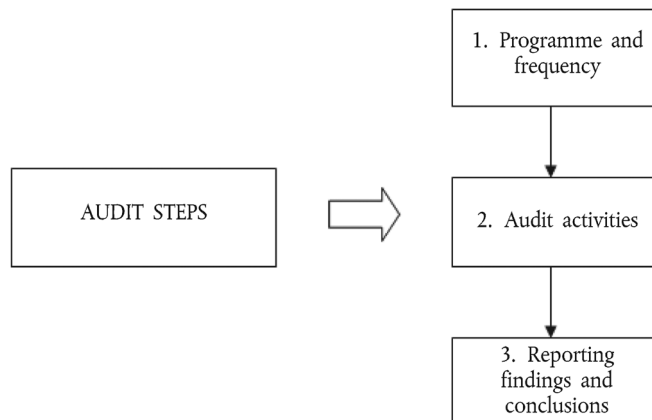 AUDIT STEPS
1. Programme and
frequency
2. Audit activities
3. Reporting
findings and
conclusions